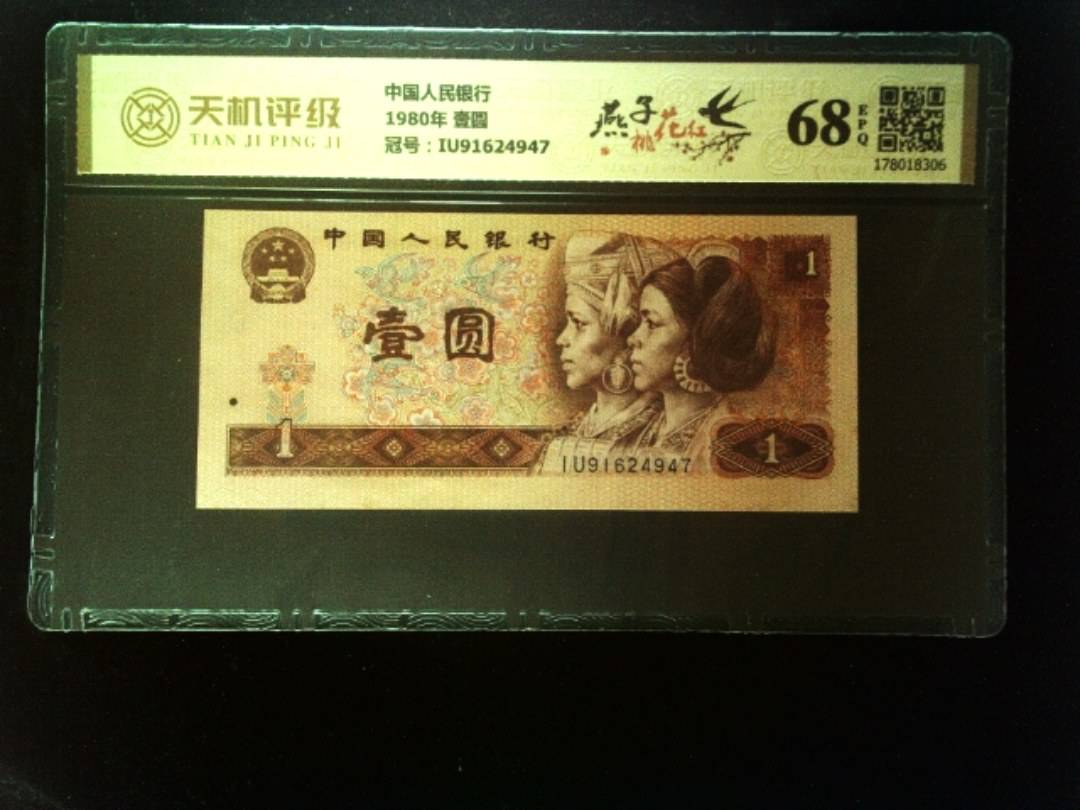 天机评级
TIAN JI PING JI
中国人民银行
1980年 壹圆
冠号：IU91624947
燕子
桃花红
68
EPQ
178018306
中国人民银行
1
壹圆
1
IU91624947
1